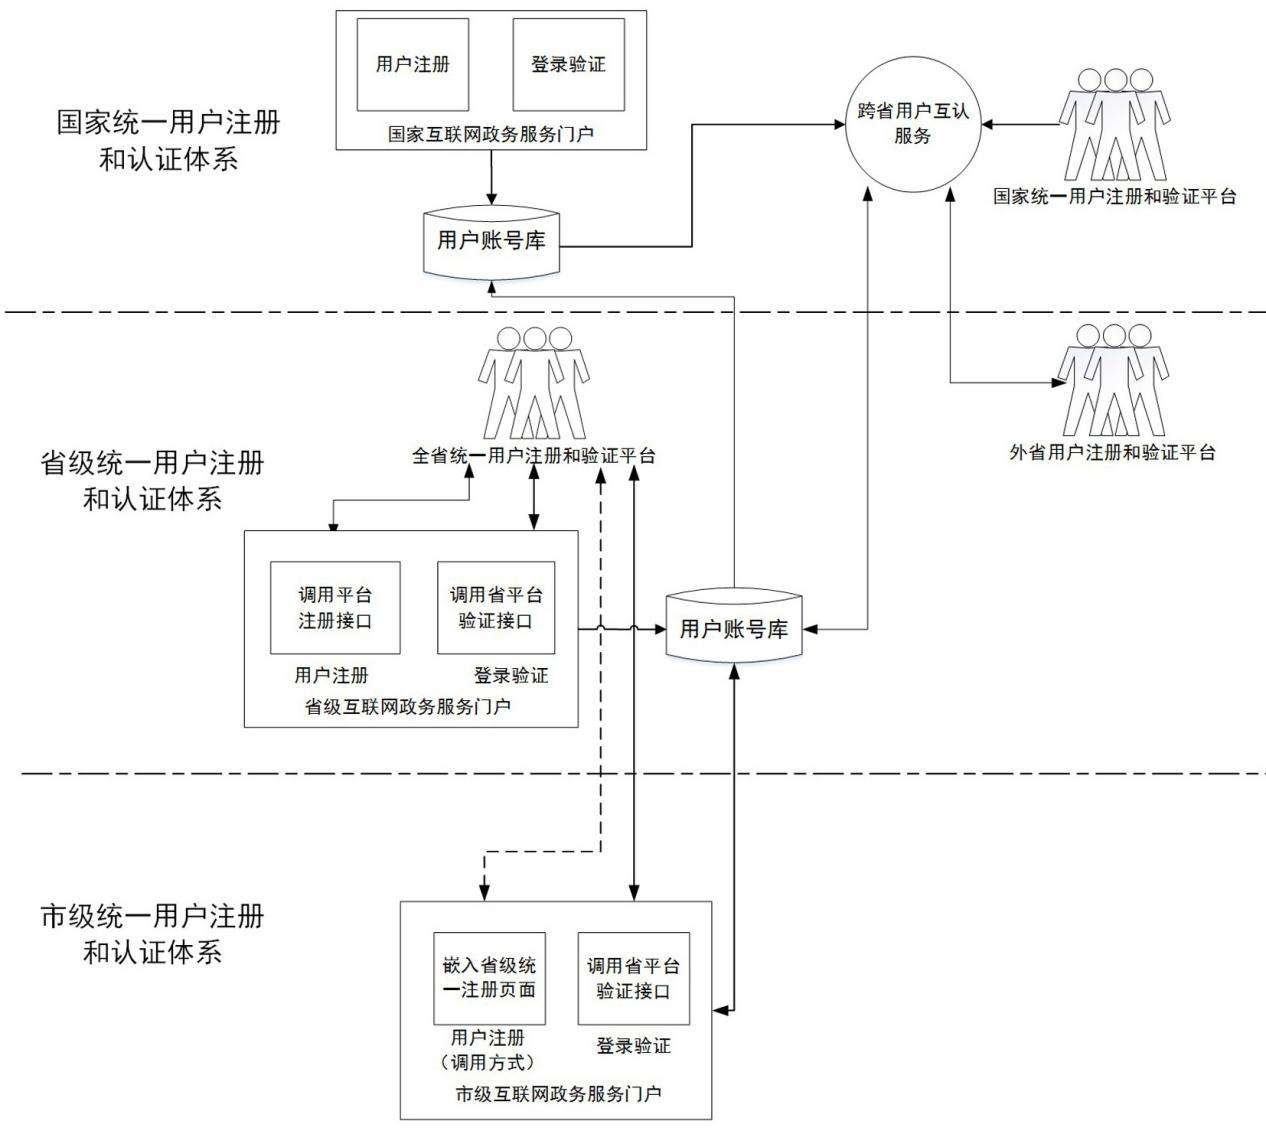 用户注册
登录验证
国家互联网政务服务门户
国家统一用户注册
和认证体系
跨省用户互认
服务
国家统一用户注册和验证平台
用户账号库
全省统一用户注册和验证平台
外省用户注册和验证平台
省级统一用户注册
和认证体系
调用平台
注册接口
调用省平台
验证接口
用户注册
登录验证
省级互联网政务服务门户
用户账号库
市级统一用户注册
和认证体系
嵌入省级统
一注册页面
调用省平台
验证接口
用户注册
（调用方式）
登录验证
市级互联网政务服务门户